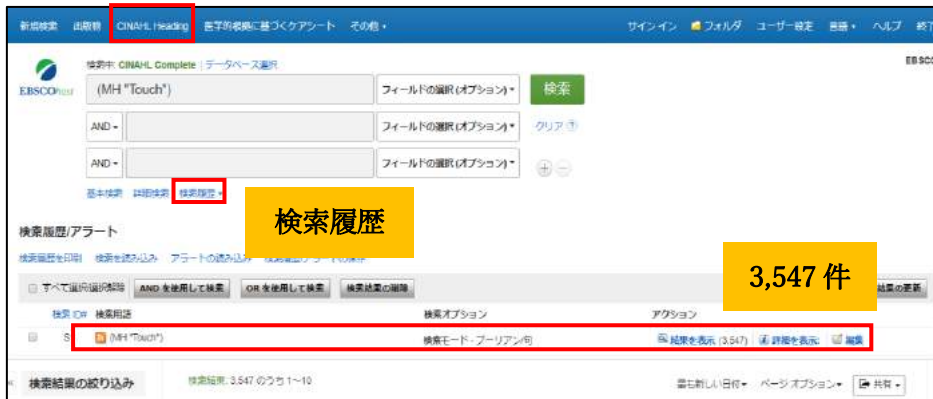 新規検索 出版物 CINAHL Heading 医学的根拠に基づくケアシート その他 サインイン フォルダ ユーザー設定 言語 ヘルプ 終了
検索中: CINAHL Complete データベース選択 EBSCO
EBSCOhost (MH "Touch") フィールドの選択(オプション) 検索
AND フィールドの選択(オプション) クリア ?
AND フィールドの選択(オプション)
基本検索 詳細検索 検索履歴
検索履歴
検索履歴/アラート
検索履歴を印刷 検索を読み込み アラートの読み込み
3,547 件
すべて選択/選択解除 AND を使用して検索 OR を使用して検索 検索結果の削除 結果の更新
検索 ID# 検索用語 検索オプション アクション
(MH "Touch") 検索モード - ブーリアン/句 結果を表示 (3,547) 詳細を表示 編集
検索結果の絞り込み 検索結果: 3,547 のうち 1～10 最も新しい日付 ページ オプション 共有